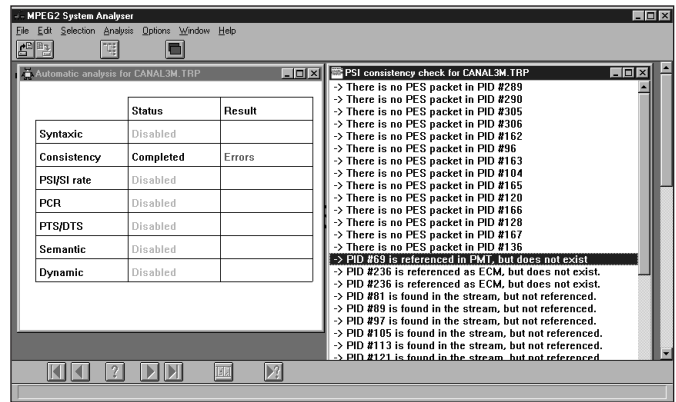 MPEG2 System Analyser
File Edit Selection Analysis Options Window Help
Automatic analysis for CANAL3M.TRP
Status Result
Syntaxic Disabled
Consistency Completed Errors
PSI/SI rate Disabled
PCR Disabled
PTS/DTS Disabled
Semantic Disabled
Dynamic Disabled
PSI consistency check for CANAL3M.TRP
-> There is no PES packet in PID #289
-> There is no PES packet in PID #290
-> There is no PES packet in PID #305
-> There is no PES packet in PID #306
-> There is no PES packet in PID #162
-> There is no PES packet in PID #96
-> There is no PES packet in PID #163
-> There is no PES packet in PID #104
-> There is no PES packet in PID #165
-> There is no PES packet in PID #120
-> There is no PES packet in PID #166
-> There is no PES packet in PID #128
-> There is no PES packet in PID #167
-> There is no PES packet in PID #136
-> PID #69 is referenced in PMT, but does not exist
-> PID #236 is referenced as ECM, but does not exist.
-> PID #236 is referenced as ECM, but does not exist.
-> PID #81 is found in the stream, but not referenced.
-> PID #89 is found in the stream, but not referenced.
-> PID #97 is found in the stream, but not referenced.
-> PID #105 is found in the stream, but not referenced.
-> PID #113 is found in the stream, but not referenced.
-> PID #121 is found in the stream, but not referenced